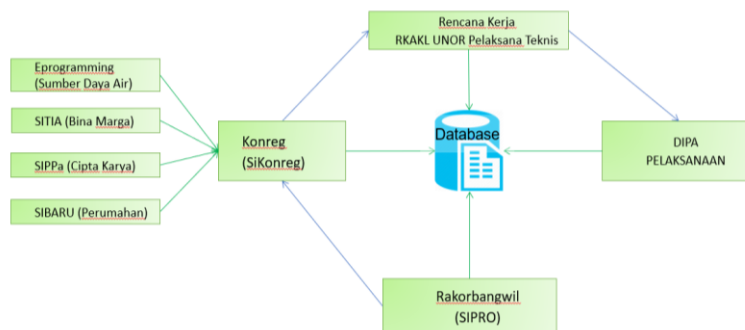 Rencana Kerja
RKAKL UNOR Pelaksana Teknis
Eprogramming
(Sumber Daya Air)
SITIA (Bina Marga)
SIPPa (Cipta Karya)
SIBARU (Perumahan)
Konreg
(SiKonreg)
Database
DIPA
PELAKSANAAN
Rakorbangwil
(SIPRO)